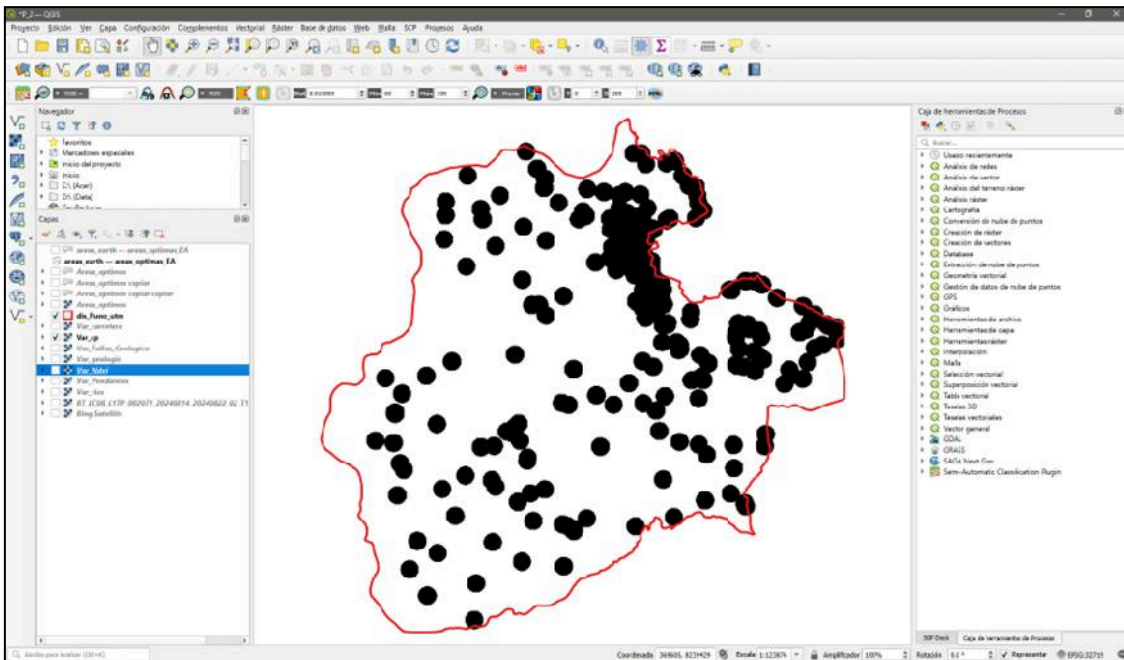 *P_2 — QGIS
Proyecto Edición Ver Capa Configuración Complementos Vectorial Ráster Base de datos Web Malla SCP Procesos Ayuda
Navegador
Favoritos
Marcadores espaciales
Inicio del proyecto
Inicio
D:\ (Acer)
D:\ (Data)
Capas
areas_earth — areas_optimas_EA
areas_earth — areas_optimas_EA
Areas_optimas
Areas_optimas copiar
Areas_optimas copiar copiar
Areas_optimas
dis_Puno_utm
Var_carretera
Var_cp
Var_Fallas_Geologica
Var_geologia
Var_Ndvi
Var_Pendientes
Var_rios
Bing Satellite
Caja de herramientas de Procesos
Buscar...
Usado recientemente
Análisis de redes
Análisis de vector
Análisis del terreno ráster
Análisis ráster
Cartografía
Conversión de nube de puntos
Creación de ráster
Creación de vectores
Database
Extracción de nube de puntos
Geometría vectorial
Gestión de datos de nube de puntos
GPS
Gráficos
Herramientas de archivo
Herramientas de capa
Herramientas ráster
Interpolación
Malla
Selección vectorial
Superposición vectorial
Tabla vectorial
Teselas 3D
Teselas vectoriales
Vector general
GDAL
GRASS
SAGA Next Gen
Semi-Automatic Classification Plugin
SCP Dock Caja de herramientas de Procesos
Coordenada Escala Amplificador 100% Rotación Representar EPSG:32719